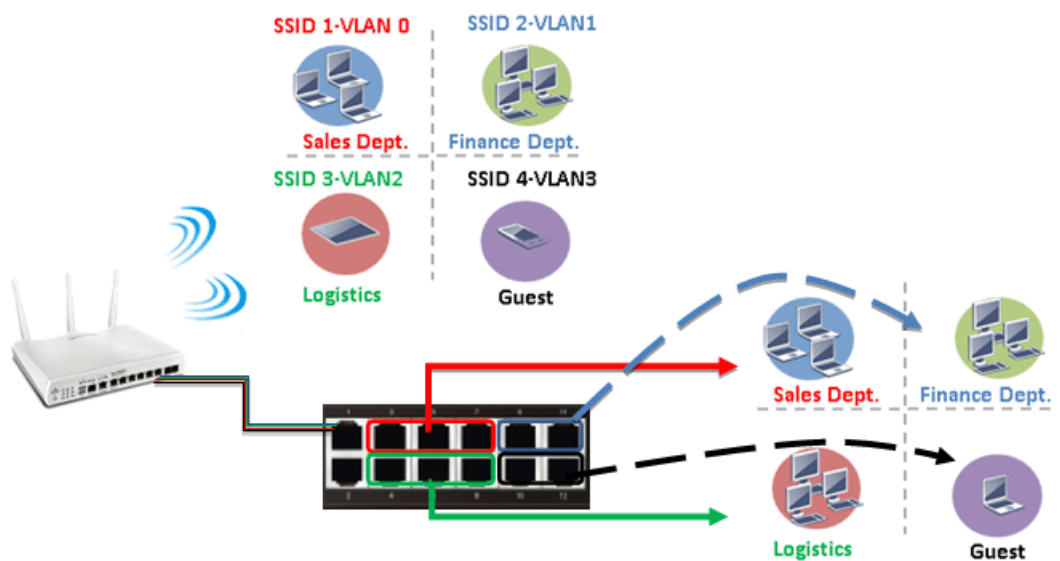 SSID 1-VLAN 0
SSID 2-VLAN1
Sales Dept.
Finance Dept.
SSID 3-VLAN2
SSID 4-VLAN3
Logistics
Guest
Sales Dept.
Finance Dept.
Logistics
Guest